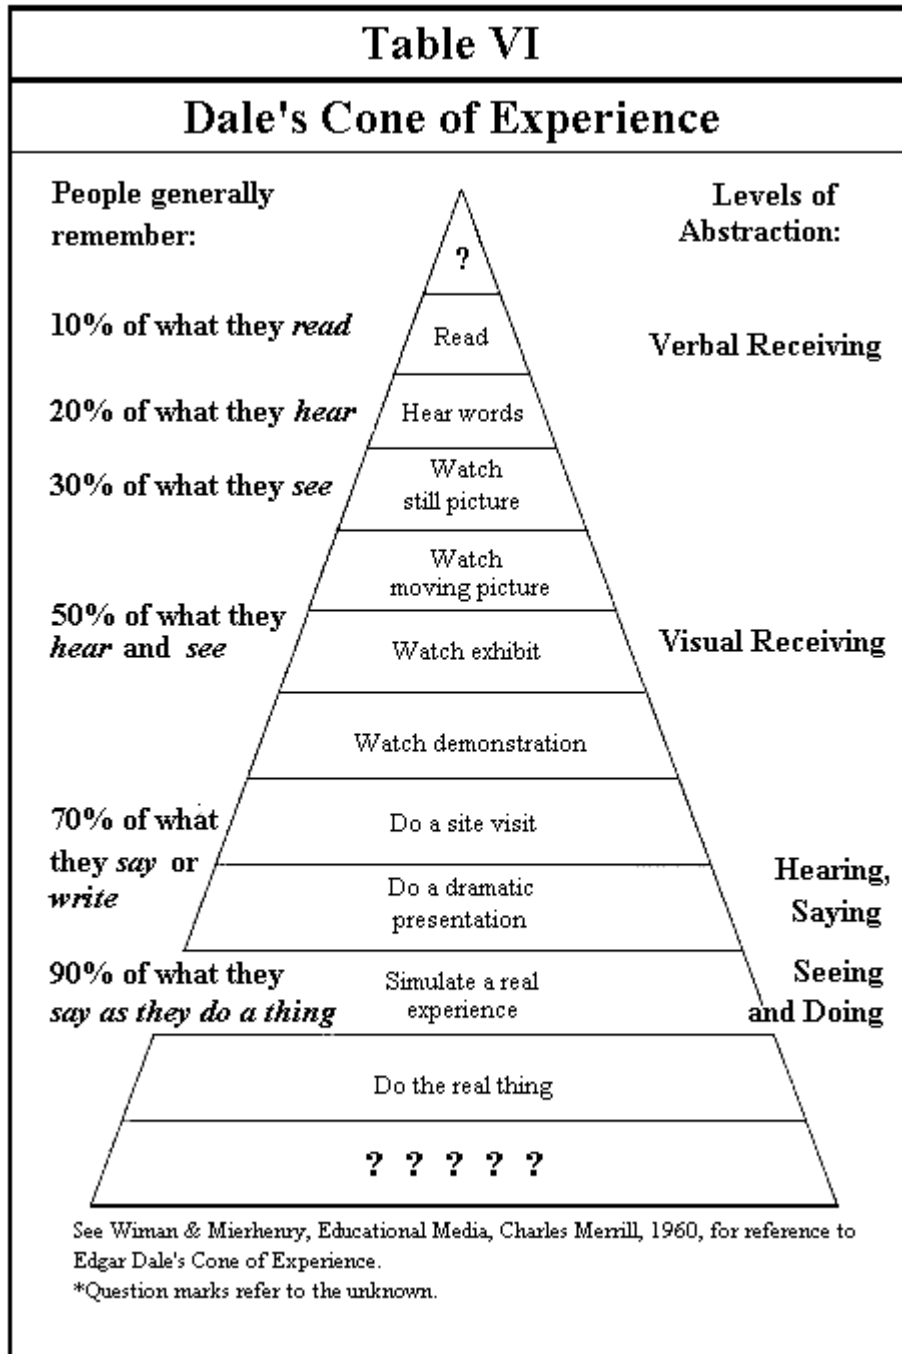 Table VI
Dale's Cone of Experience
People generally
remember:
Levels of
Abstraction:
?
10% of what they read
Read
Verbal Receiving
20% of what they hear
Hear words
30% of what they see
Watch
still picture
Watch
moving picture
50% of what they
hear and see
Watch exhibit
Visual Receiving
Watch demonstration
70% of what
they say or
write
Do a site visit
Do a dramatic
presentation
Hearing,
Saying
90% of what they
say as they do a thing
Simulate a real
experience
Seeing
and Doing
Do the real thing
? ? ? ? ?
See Wiman & Mierhenry, Educational Media, Charles Merrill, 1960, for reference to
Edgar Dale's Cone of Experience.
*Question marks refer to the unknown.